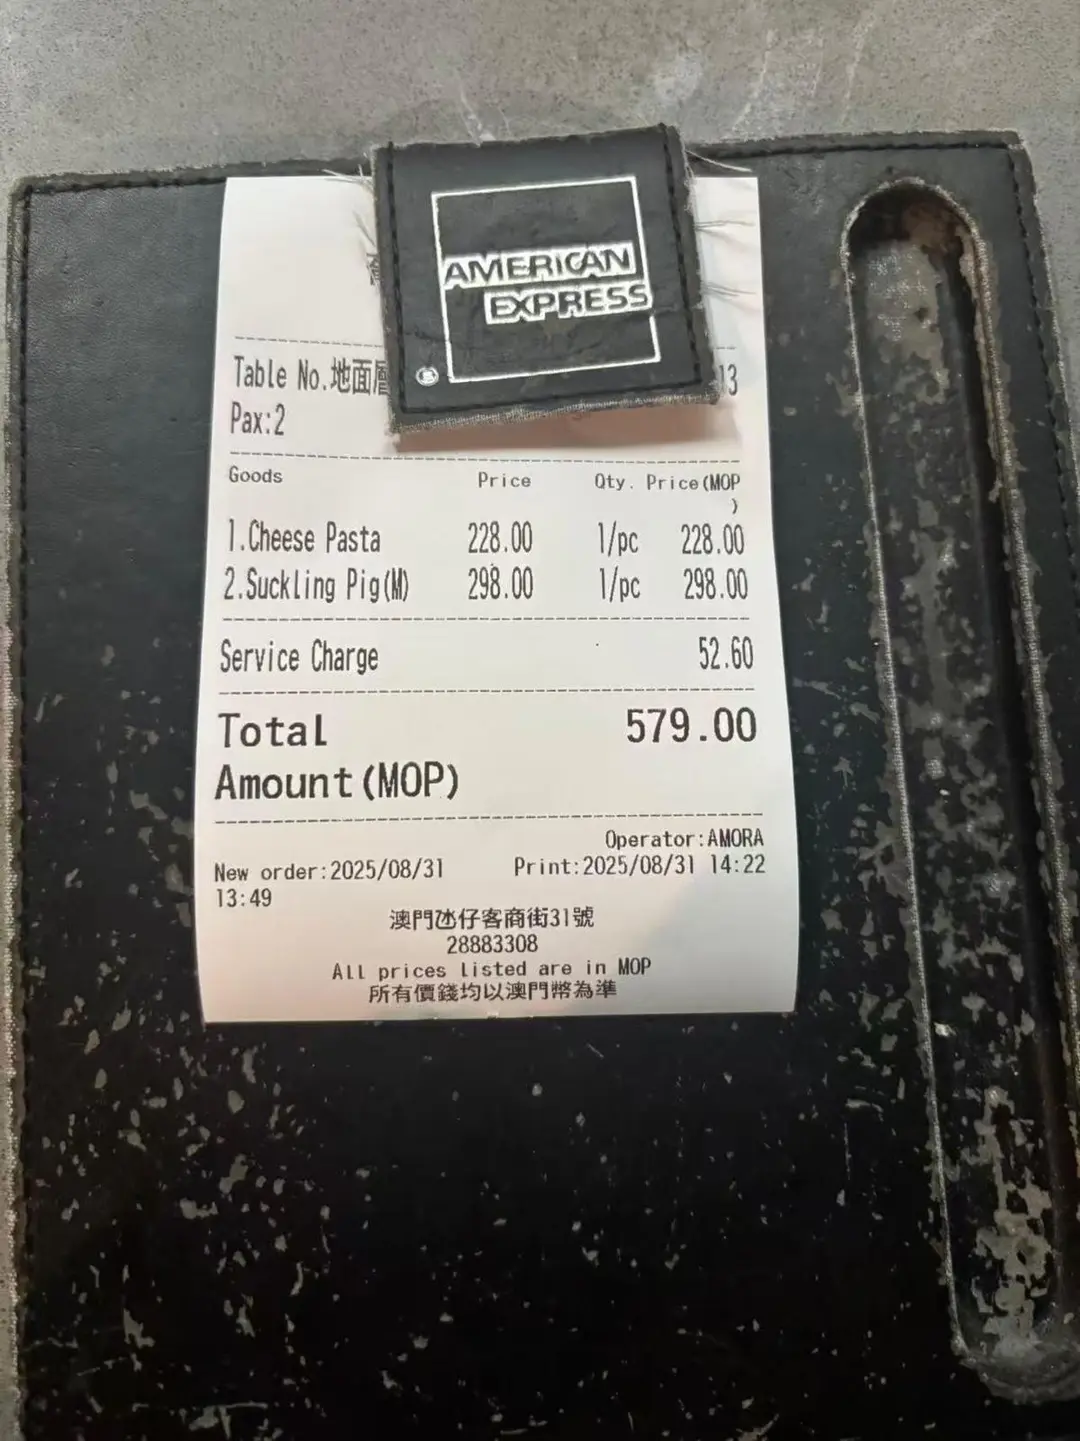 AMERICAN
EXPRESS
®
Table No.地面層 13
Pax:2
Goods Price Qty. Price(MOP
)
1.Cheese Pasta 228.00 1/pc 228.00
2.Suckling Pig(M) 298.00 1/pc 298.00
Service Charge 52.60
Total 579.00
Amount(MOP)
Operator:AMORA
New order:2025/08/31 Print:2025/08/31 14:22
13:49
澳門氹仔客商街31號
28883308
All prices listed are in MOP
所有價錢均以澳門幣為準